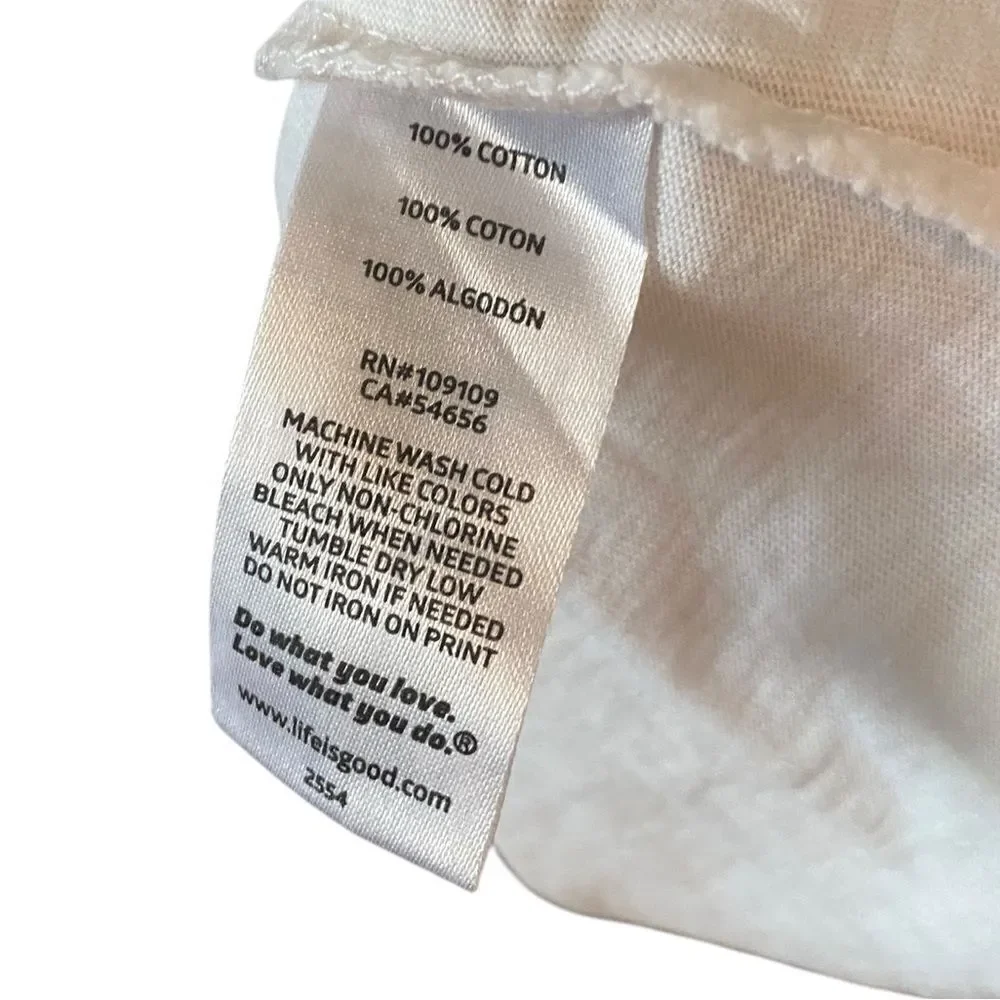 100% COTTON
100% COTON
100% ALGODÓN
RN#109109
CA#54656
MACHINE WASH COLD
WITH LIKE COLORS
ONLY NON-CHLORINE
BLEACH WHEN NEEDED
TUMBLE DRY LOW
WARM IRON IF NEEDED
DO NOT IRON ON PRINT
Do what you love.
Love what you do.®
www.lifeisgood.com
2554